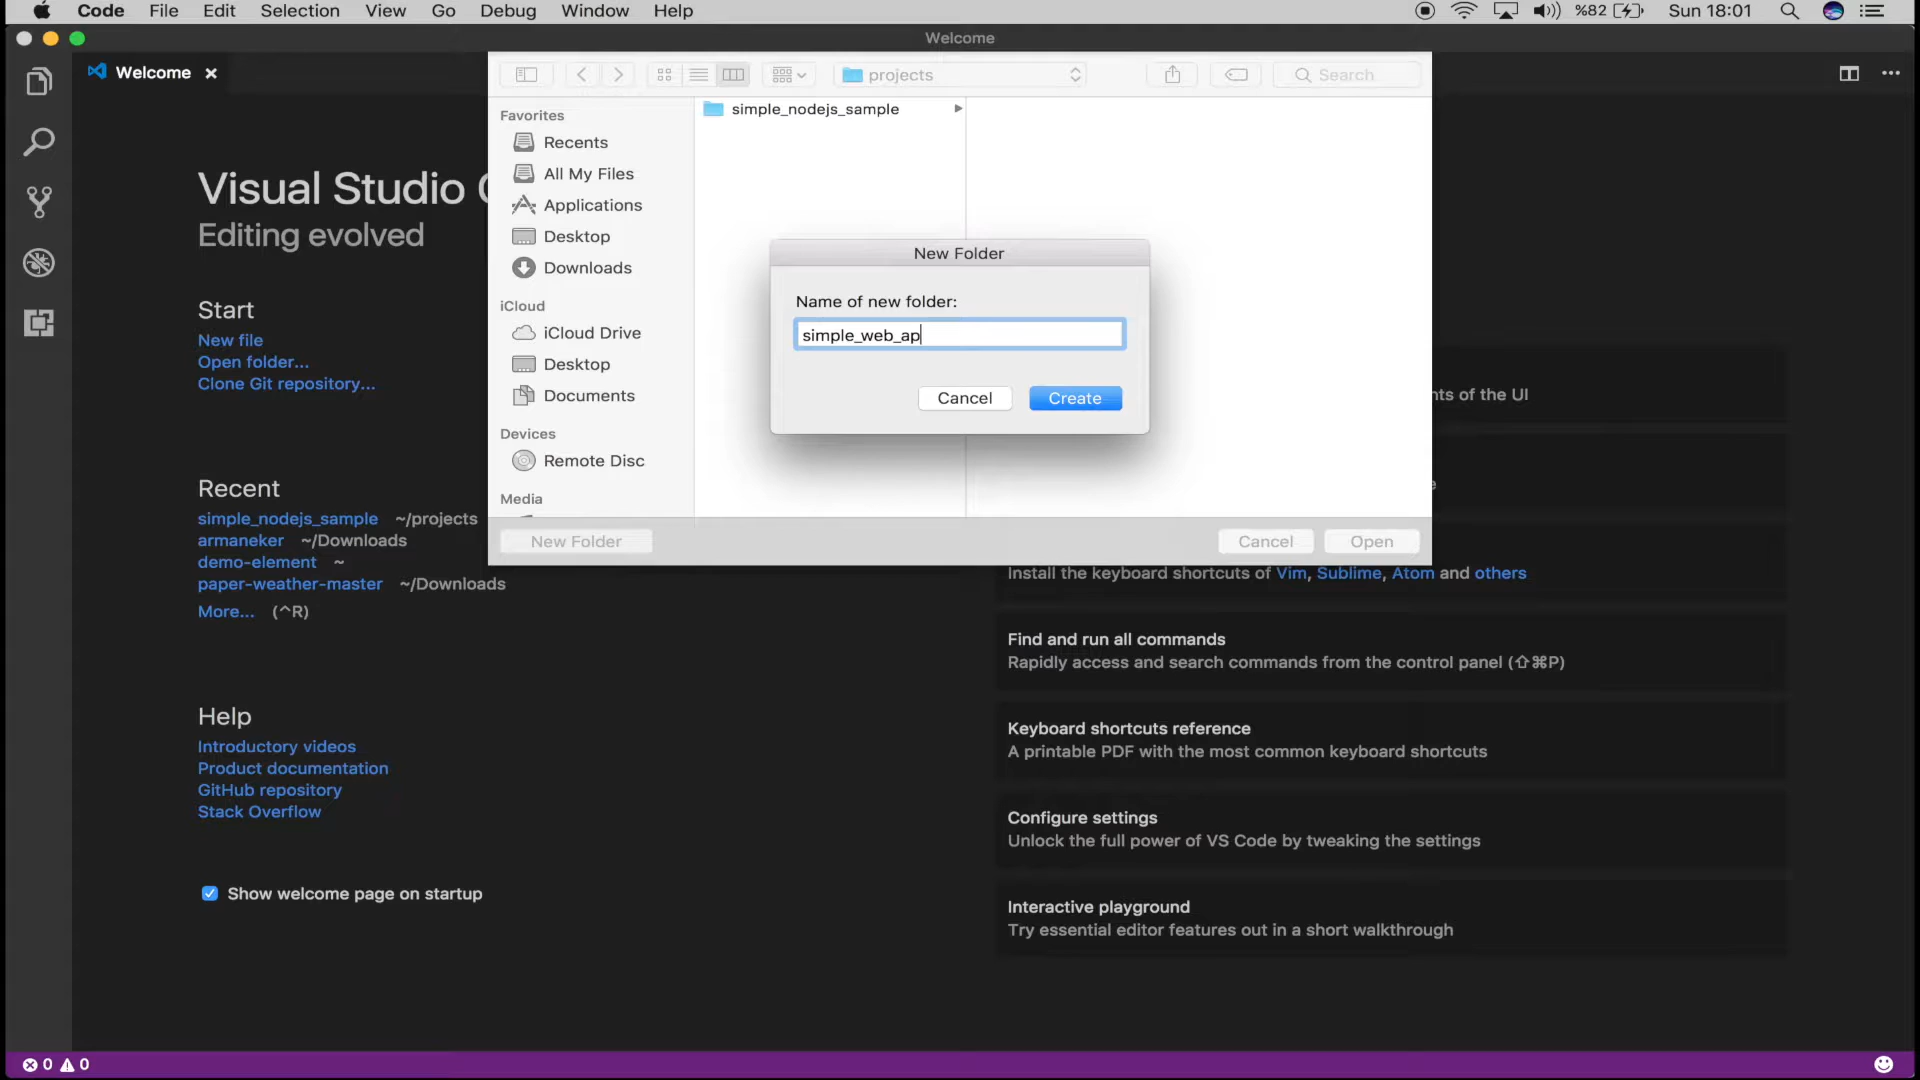 Code File Edit Selection View Go Debug Window Help %82 Sun 18:01
Welcome
Welcome
projects
Search
Favorites
Recents
All My Files
Applications
Desktop
Downloads
iCloud
iCloud Drive
Desktop
Documents
Devices
Remote Disc
Media
simple_nodejs_sample
New Folder
Name of new folder:
simple_web_ap
Cancel Create
New Folder Cancel Open
Visual Studio
Editing evolved
Start
New file
Open folder...
Clone Git repository...
Recent
simple_nodejs_sample ~/projects
armaneker ~/Downloads
demo-element ~
paper-weather-master ~/Downloads
More... (^R)
Help
Introductory videos
Product documentation
GitHub repository
Stack Overflow
Show welcome page on startup
of the UI
Install the keyboard shortcuts of Vim, Sublime, Atom and others
Find and run all commands
Rapidly access and search commands from the control panel (⇧⌘P)
Keyboard shortcuts reference
A printable PDF with the most common keyboard shortcuts
Configure settings
Unlock the full power of VS Code by tweaking the settings
Interactive playground
Try essential editor features out in a short walkthrough
0 0